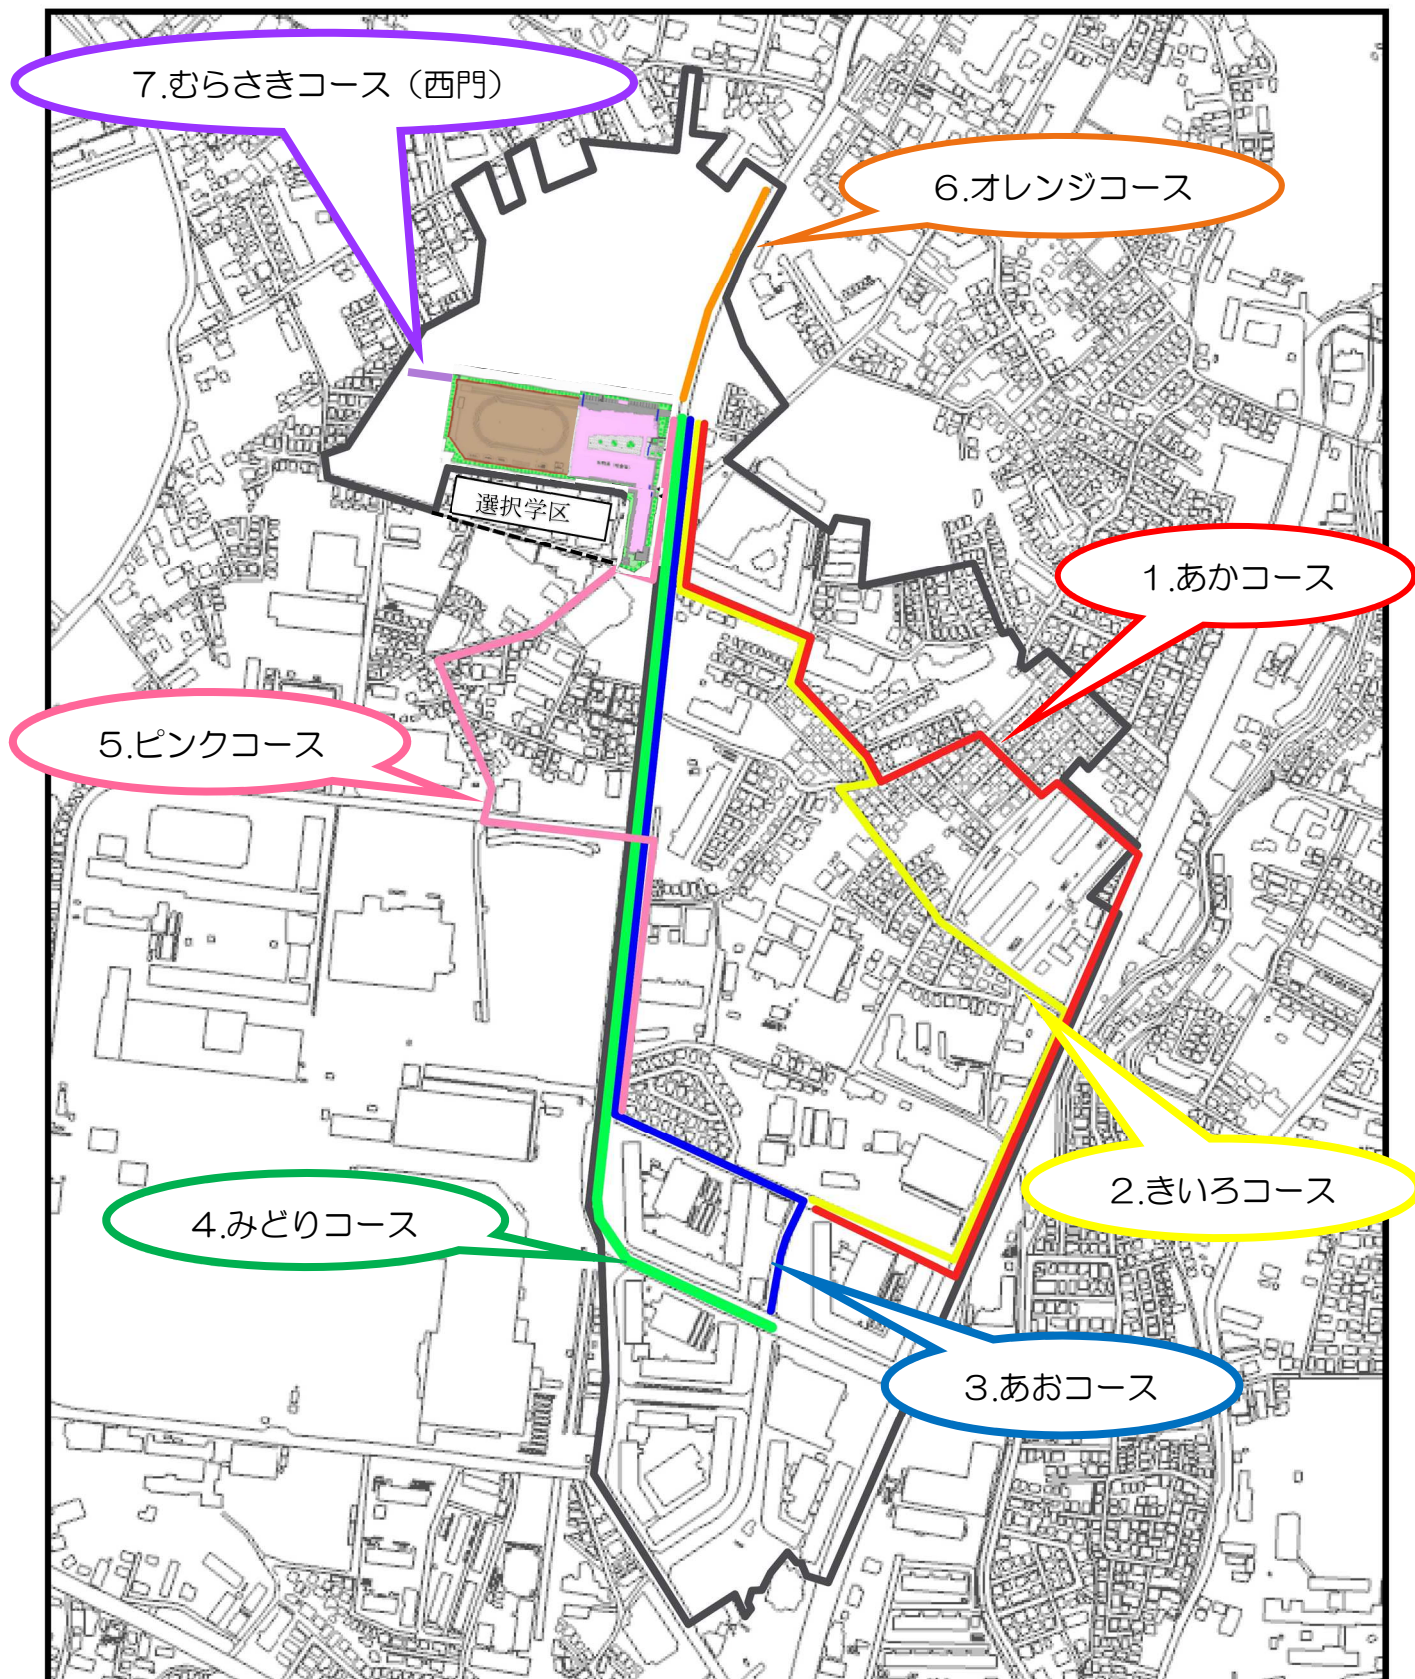 ７.むらさきコース（西門）
６.オレンジコース
選択学区
１.あかコース
５.ピンクコース
２.きいろコース
４.みどりコース
３.あおコース